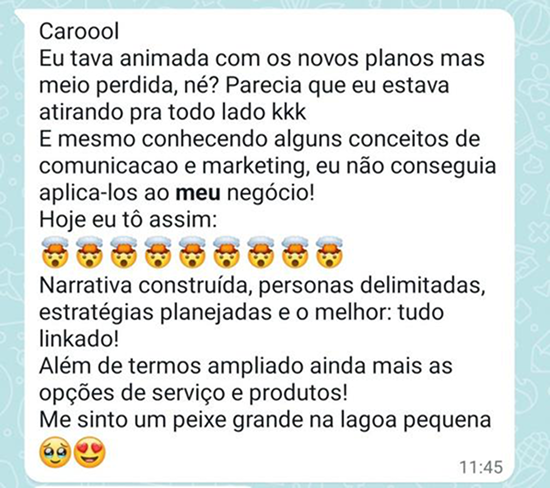 Caroool
Eu tava animada com os novos planos mas
meio perdida, né? Parecia que eu estava
atirando pra todo lado kkk
E mesmo conhecendo alguns conceitos de
comunicacao e marketing, eu não conseguia
aplica-los ao meu negócio!
Hoje eu tô assim:
🤯🤯🤯🤯🤯🤯🤯🤯🤯
Narrativa construída, personas delimitadas,
estratégias planejadas e o melhor: tudo
linkado!
Além de termos ampliado ainda mais as
opções de serviço e produtos!
Me sinto um peixe grande na lagoa pequena
🥹😍
11:45